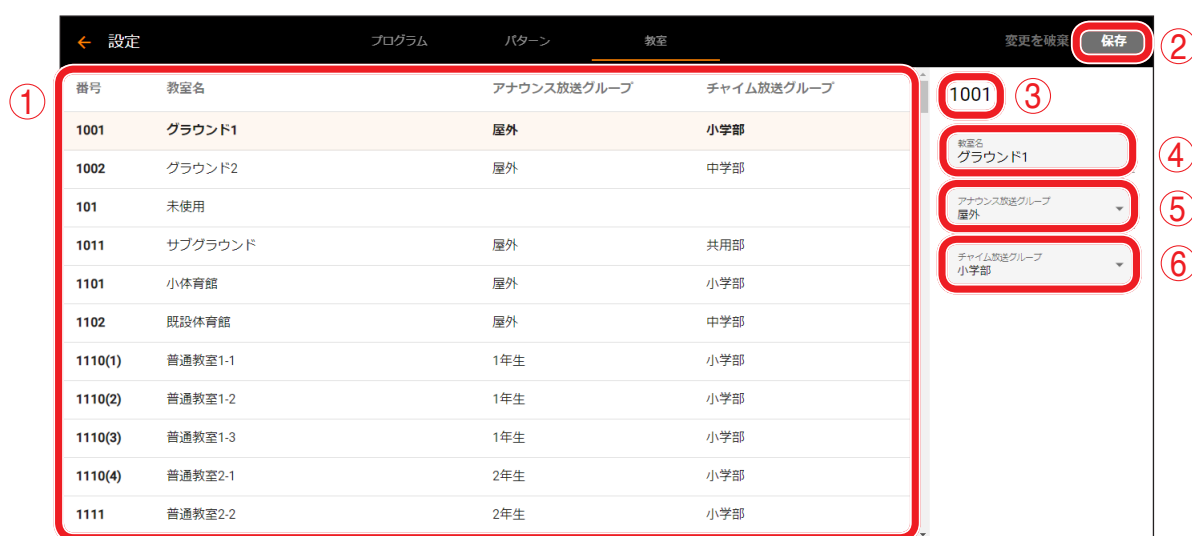 ← 設定 プログラム パターン 教室 変更を破棄 保存 ②
① 番号 教室名 アナウンス放送グループ チャイム放送グループ
1001 グラウンド1 屋外 小学部
1002 グラウンド2 屋外 中学部
101 未使用
1011 サブグラウンド 屋外 共用部
1101 小体育館 屋外 小学部
1102 既設体育館 屋外 中学部
1110(1) 普通教室1-1 1年生 小学部
1110(2) 普通教室1-2 1年生 小学部
1110(3) 普通教室1-3 1年生 小学部
1110(4) 普通教室2-1 2年生 小学部
1111 普通教室2-2 2年生 小学部
1001 ③
教室名
グラウンド1 ④
アナウンス放送グループ
屋外 ⑤
チャイム放送グループ
小学部 ⑥